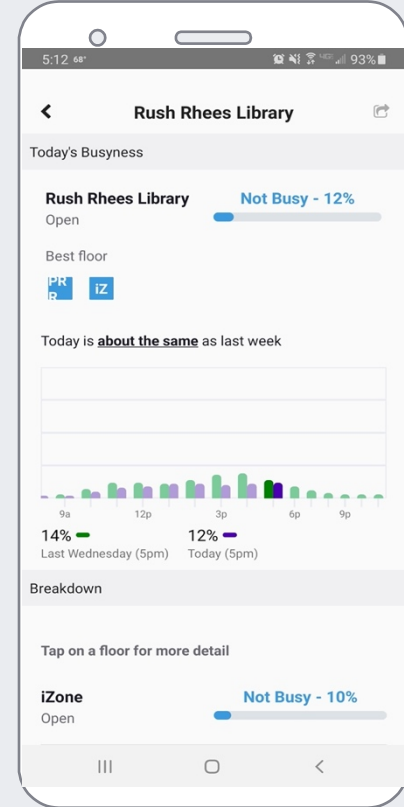 5:12 68° 93%
Rush Rhees Library
Today's Busyness
Rush Rhees Library Not Busy - 12%
Open
Best floor
PR R iZ
Today is about the same as last week
9a 12p 3p 6p 9p
14% 12%
Last Wednesday (5pm) Today (5pm)
Breakdown
Tap on a floor for more detail
iZone Not Busy - 10%
Open